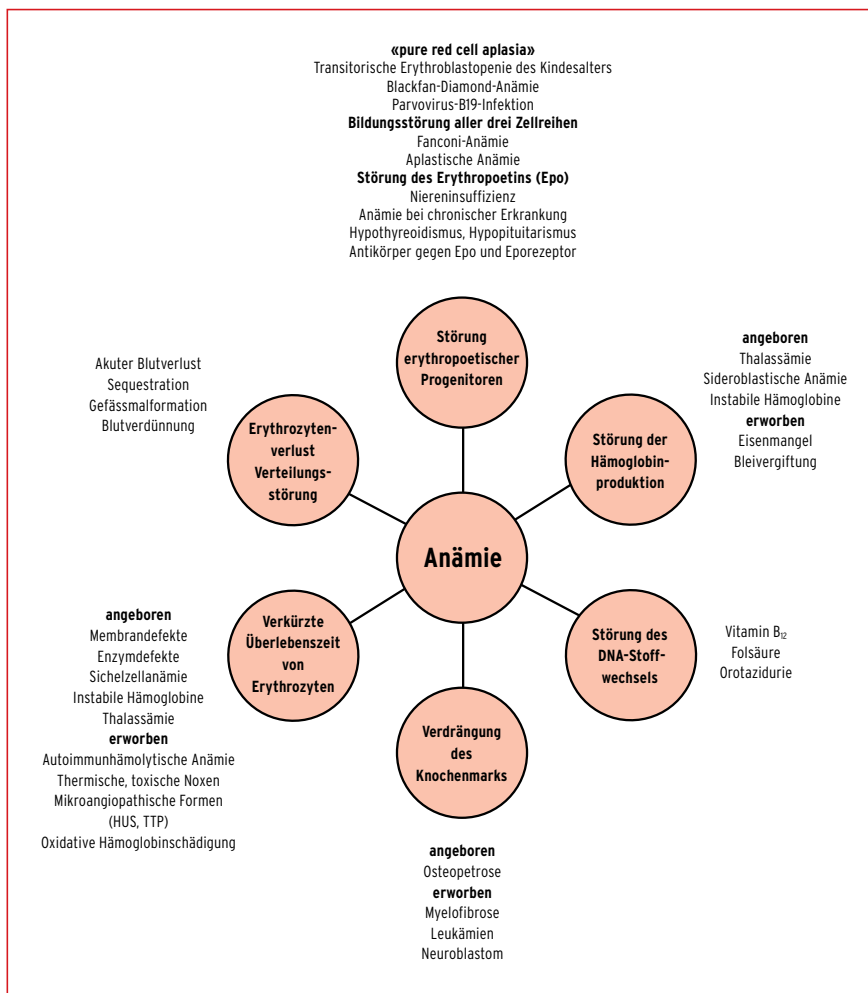 «pure red cell aplasia»
Transitorische Erythroblastopenie des Kindesalters
Blackfan-Diamond-Anämie
Parvovirus-B19-Infektion
Bildungsstörung aller drei Zellreihen
Fanconi-Anämie
Aplastische Anämie
Störung des Erythropoetins (Epo)
Niereninsuffizienz
Anämie bei chronischer Erkrankung
Hypothyreoidismus, Hypopituitarismus
Antikörper gegen Epo und Eporezeptor
Störung
erythropoetischer
Progenitoren
angeboren
Thalassämie
Sideroblastische Anämie
Instabile Hämoglobine
erworben
Eisenmangel
Bleivergiftung
Störung der
Hämoglobin-
produktion
Akuter Blutverlust
Sequestration
Gefässmalformation
Blutverdünnung
Erythrozyten-
verlust
Verteilungs-
störung
Anämie
angeboren
Membrandefekte
Enzymdefekte
Sichelzellanämie
Instabile Hämoglobine
Thalassämie
erworben
Autoimmunhämolytische Anämie
Thermische, toxische Noxen
Mikroangiopathische Formen
(HUS, TTP)
Oxidative Hämoglobinschädigung
Verkürzte
Überlebenszeit
von
Erythrozyten
Störung des
DNA-Stoff-
wechsels
Vitamin B₁₂
Folsäure
Orotazidurie
Verdrängung
des
Knochenmarks
angeboren
Osteopetrose
erworben
Myelofibrose
Leukämien
Neuroblastom